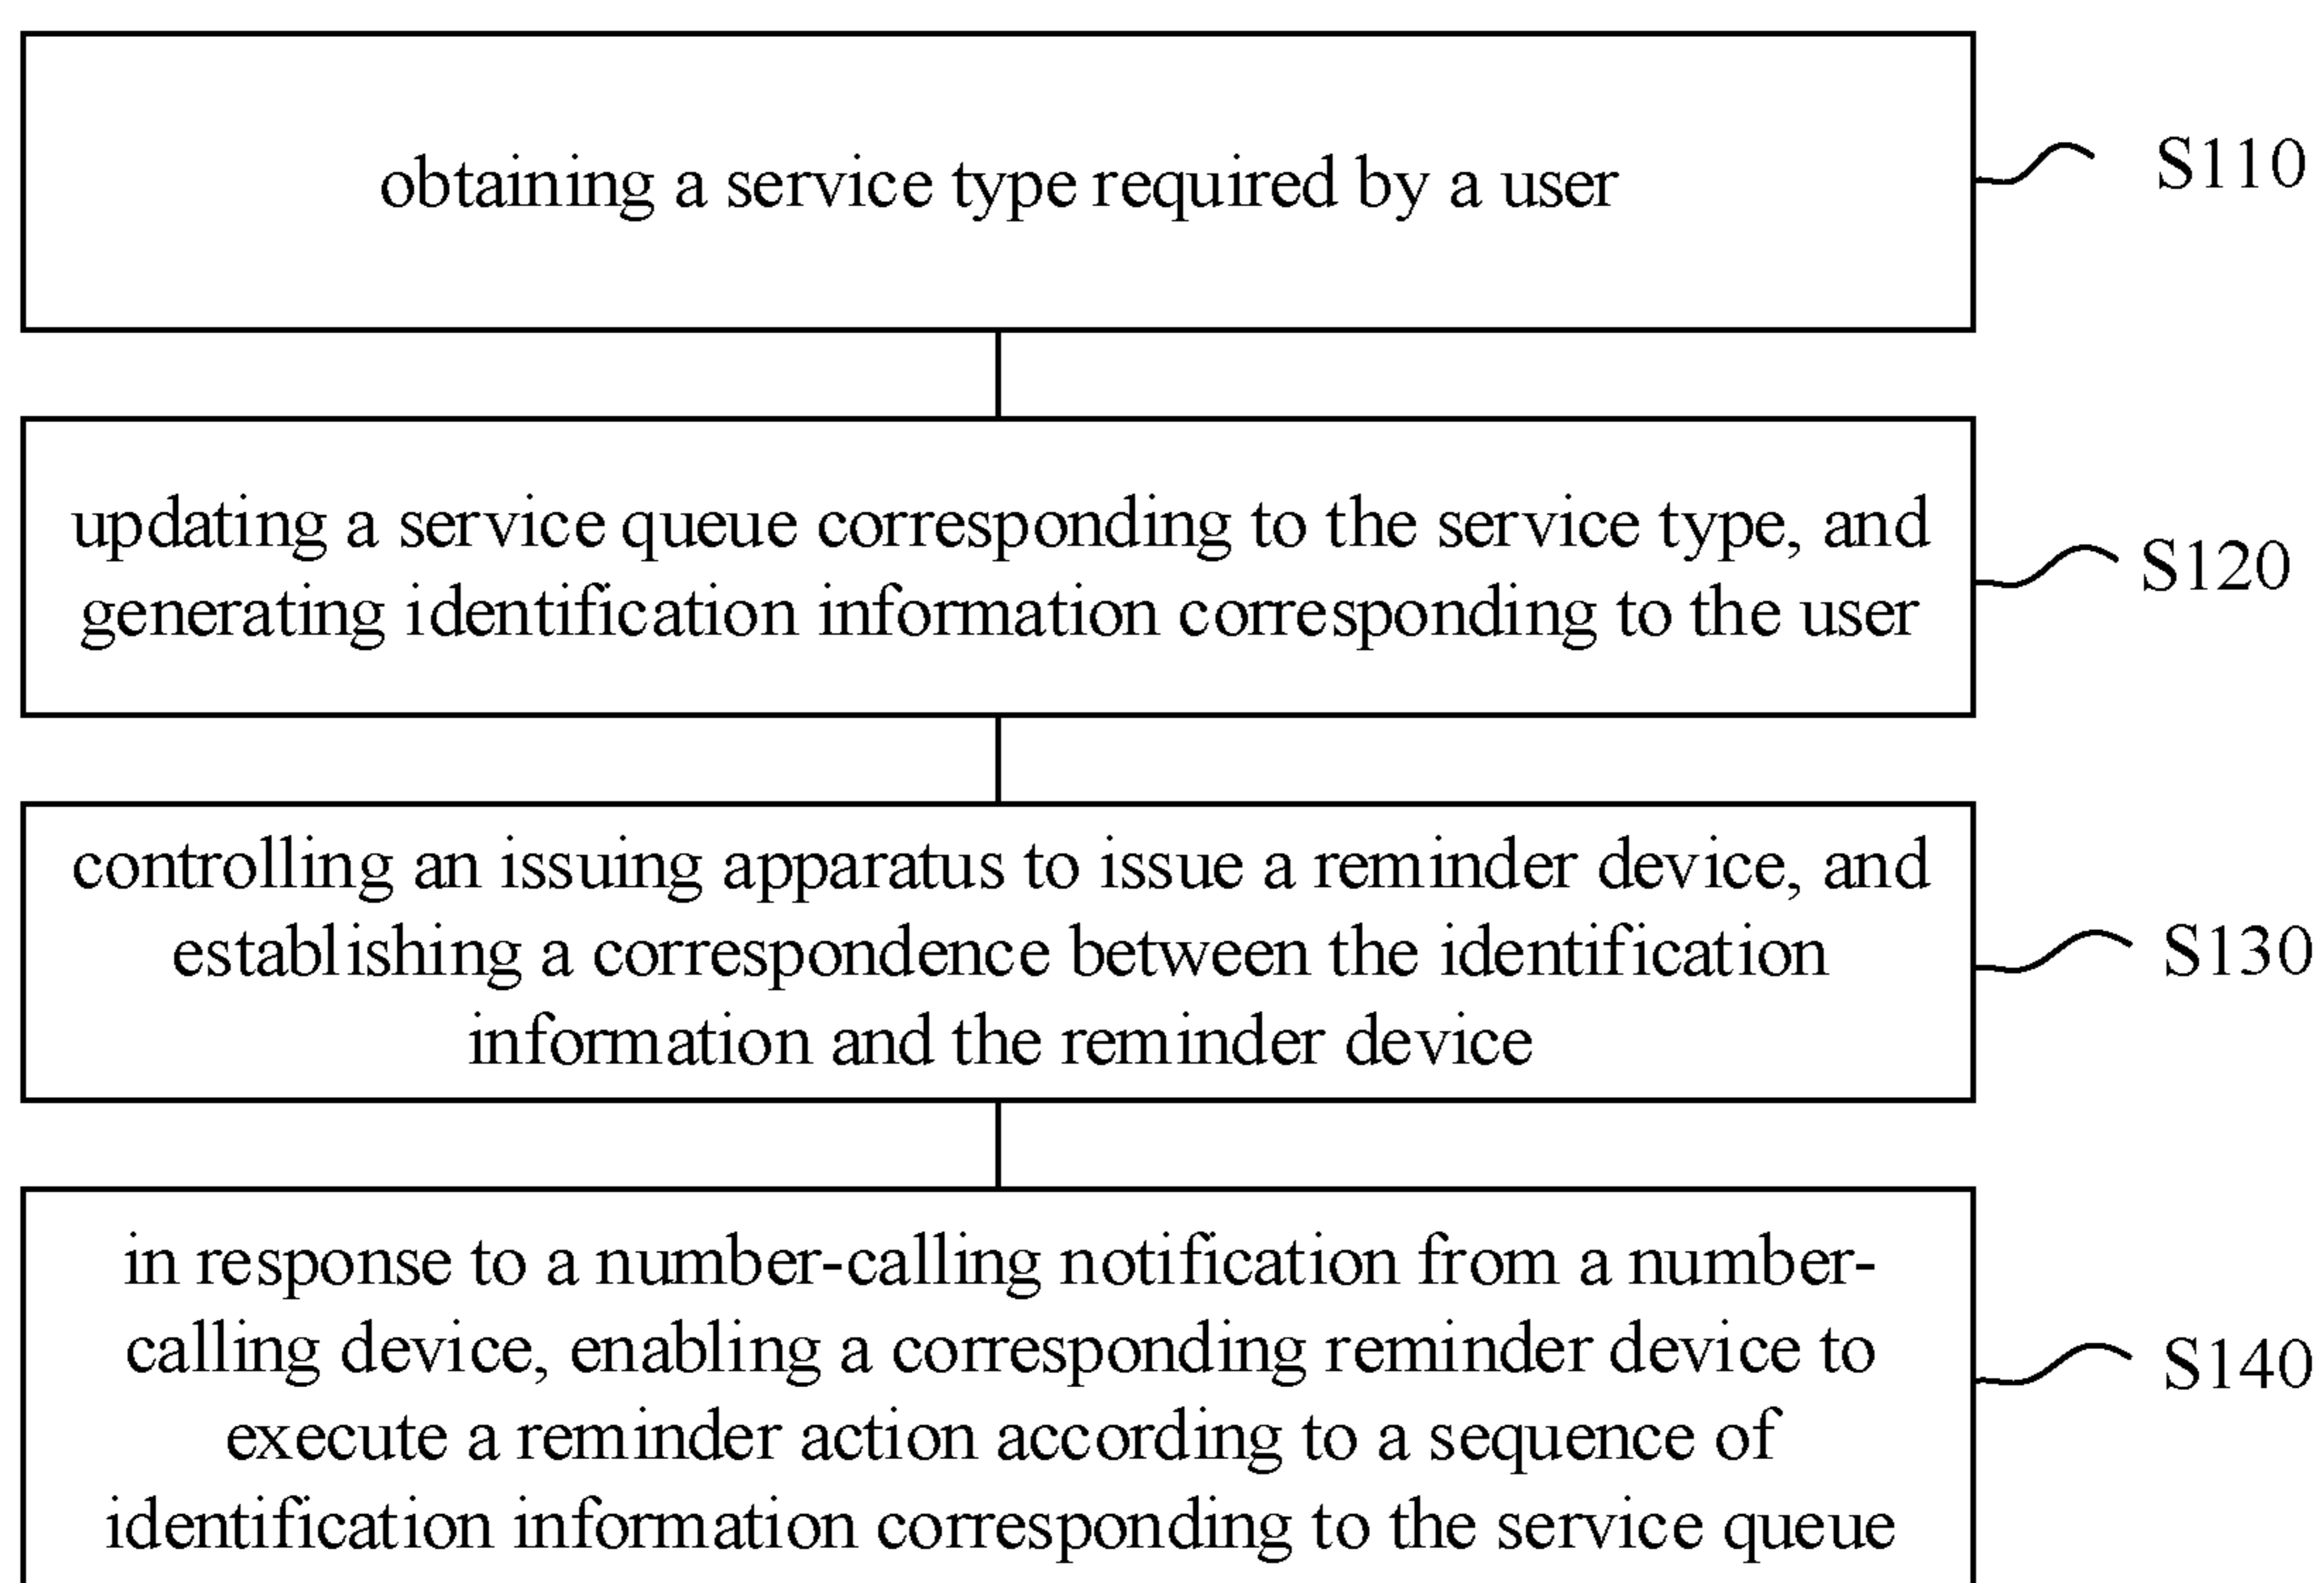 obtaining a service type required by a user
S110
updating a service queue corresponding to the service type, and
generating identification information corresponding to the user
S120
controlling an issuing apparatus to issue a reminder device, and
establishing a correspondence between the identification
information and the reminder device
S130
in response to a number-calling notification from a number-
calling device, enabling a corresponding reminder device to
execute a reminder action according to a sequence of
identification information corresponding to the service queue
S140